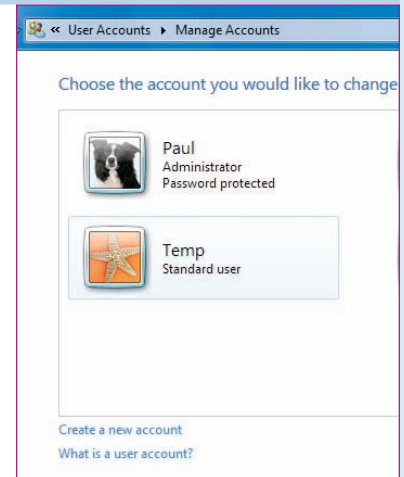 « User Accounts ▸ Manage Accounts
Choose the account you would like to change
Paul
Administrator
Password protected
Temp
Standard user
Create a new account
What is a user account?